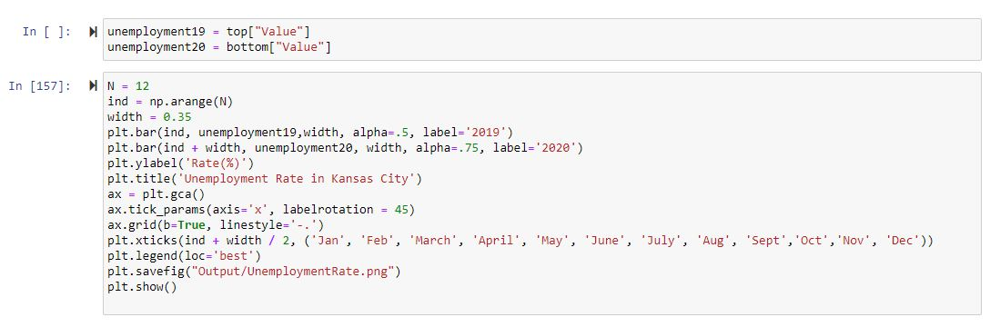 In [ ]: unemployment19 = top["Value"]
unemployment20 = bottom["Value"]
In [157]: N = 12
ind = np.arange(N)
width = 0.35
plt.bar(ind, unemployment19,width, alpha=.5, label='2019')
plt.bar(ind + width, unemployment20, width, alpha=.75, label='2020')
plt.ylabel('Rate(%)')
plt.title('Unemployment Rate in Kansas City')
ax = plt.gca()
ax.tick_params(axis='x', labelrotation = 45)
ax.grid(b=True, linestyle='-.')
plt.xticks(ind + width / 2, ('Jan', 'Feb', 'March', 'April', 'May', 'June', 'July', 'Aug', 'Sept','Oct','Nov', 'Dec'))
plt.legend(loc='best')
plt.savefig("Output/UnemploymentRate.png")
plt.show()